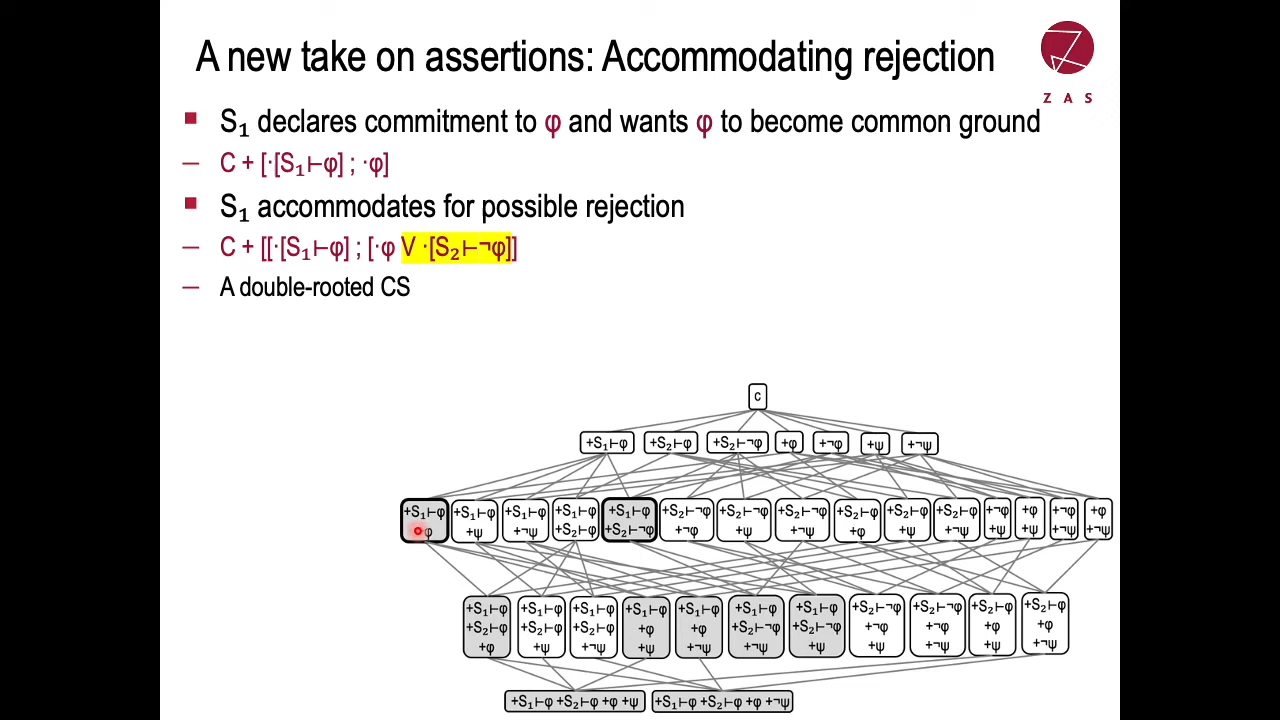 A new take on assertions: Accommodating rejection
Z A S
S₁ declares commitment to φ and wants φ to become common ground
C + [·[S₁⊢φ] ; ·φ]
S₁ accommodates for possible rejection
C + [[·[S₁⊢φ] ; [·φ V ·[S₂⊢¬φ]]
A double-rooted CS
C
+S₁⊢φ +S₂⊢φ +S₂⊢¬φ +φ +¬φ +ψ +¬ψ
+S₁⊢φ +S₁⊢φ +S₁⊢φ +S₁⊢φ +S₁⊢φ +S₂⊢¬φ +S₂⊢¬φ +S₂⊢¬φ +S₂⊢φ +S₂⊢φ +S₂⊢¬φ +¬φ +φ +¬φ +φ
φ +ψ +¬ψ +S₂⊢φ +S₂⊢¬φ +¬φ +ψ +¬ψ +φ +ψ +¬ψ +ψ +ψ +¬ψ +¬ψ
+S₁⊢φ +S₁⊢φ +S₁⊢φ +S₁⊢φ +S₁⊢φ +S₁⊢φ +S₁⊢φ +S₂⊢¬φ +S₂⊢¬φ +S₂⊢φ +S₂⊢φ
+S₂⊢φ +S₂⊢φ +S₂⊢φ +φ +φ +S₂⊢¬φ +S₂⊢¬φ +¬φ +¬φ +φ +φ
+φ +ψ +¬ψ +ψ +¬ψ +¬ψ +ψ +ψ +¬ψ +ψ +¬ψ
+S₁⊢φ +S₂⊢φ +φ +ψ +S₁⊢φ +S₂⊢φ +φ +¬ψ